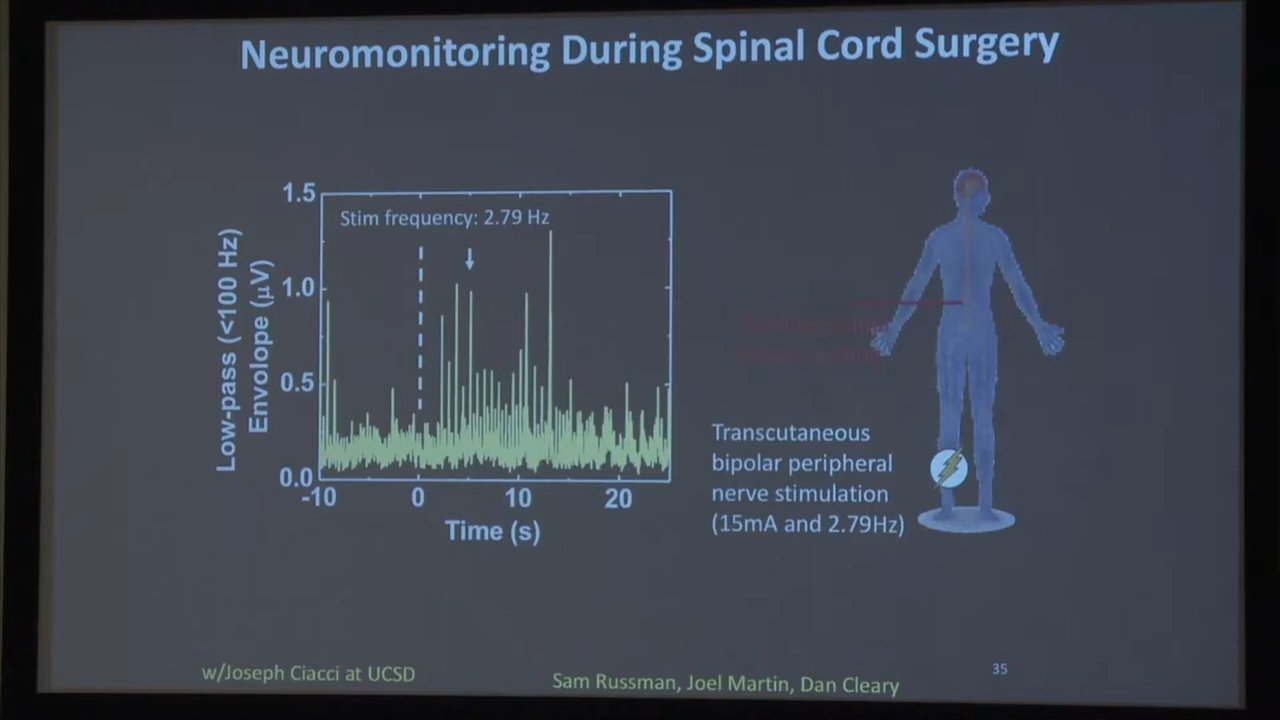 Neuromonitoring During Spinal Cord Surgery
1.5
1.0
0.5
0.0
Low-pass (<100 Hz)
Envolope (μV)
Stim frequency: 2.79 Hz
-10 0 10 20
Time (s)
Transcutaneous
bipolar peripheral
nerve stimulation
(15mA and 2.79Hz)
w/Joseph Ciacci at UCSD
Sam Russman, Joel Martin, Dan Cleary
35